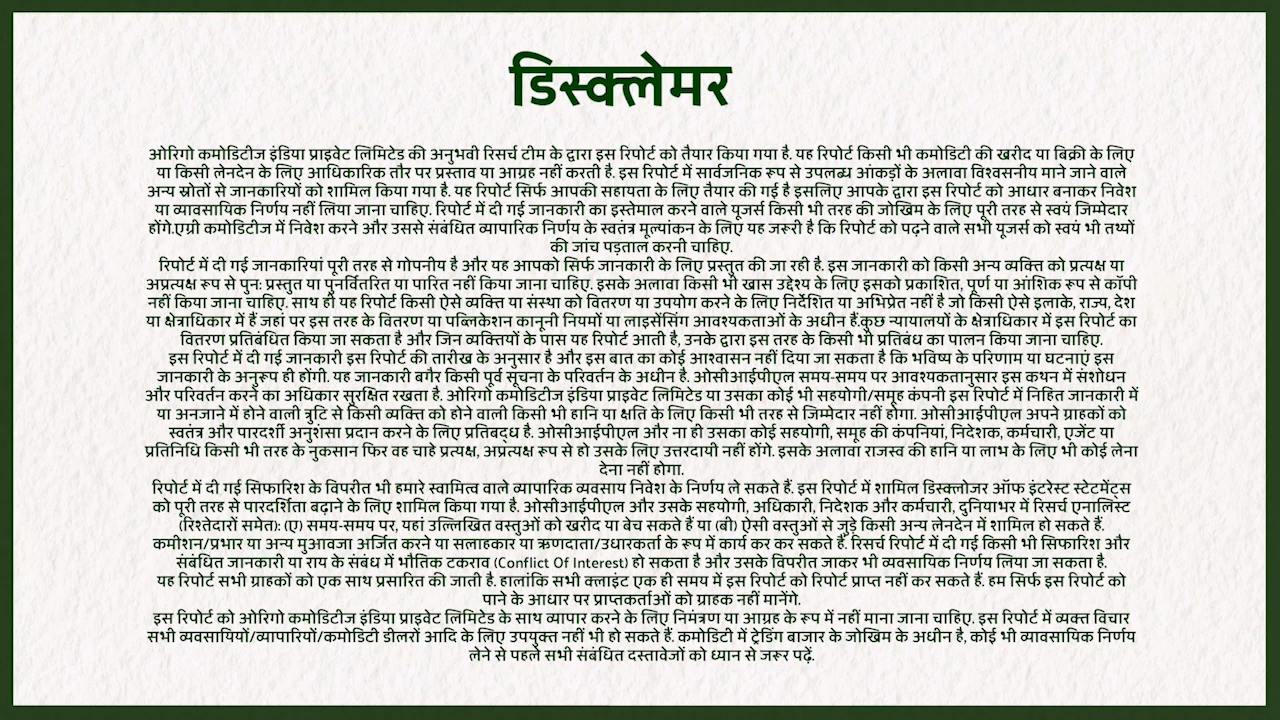 डिस्क्लेमर
ओरिगो कमोडिटीज इंडिया प्राइवेट लिमिटेड की अनुभवी रिसर्च टीम के द्वारा इस रिपोर्ट को तैयार किया गया है. यह रिपोर्ट किसी भी कमोडिटी की खरीद या बिक्री के लिए
या किसी लेनदेन के लिए आधिकारिक तौर पर प्रस्ताव या आग्रह नहीं करती है. इस रिपोर्ट में सार्वजनिक रूप से उपलब्ध आंकड़ों के अलावा विश्वसनीय माने जाने वाले
अन्य स्रोतों से जानकारियों को शामिल किया गया है. यह रिपोर्ट सिर्फ आपकी सहायता के लिए तैयार की गई है इसलिए आपके द्वारा इस रिपोर्ट को आधार बनाकर निवेश
या व्यावसायिक निर्णय नहीं लिया जाना चाहिए. रिपोर्ट में दी गई जानकारी का इस्तेमाल करने वाले यूजर्स किसी भी तरह की जोखिम के लिए पूरी तरह से स्वयं जिम्मेदार
होंगे.एग्री कमोडिटीज में निवेश करने और उससे संबंधित व्यापारिक निर्णय के स्वतंत्र मूल्यांकन के लिए यह जरूरी है कि रिपोर्ट को पढ़ने वाले सभी यूजर्स को स्वयं भी तथ्यों
की जांच पड़ताल करनी चाहिए.
रिपोर्ट में दी गई जानकारियां पूरी तरह से गोपनीय है और यह आपको सिर्फ जानकारी के लिए प्रस्तुत की जा रही है. इस जानकारी को किसी अन्य व्यक्ति को प्रत्यक्ष या
अप्रत्यक्ष रूप से पुन: प्रस्तुत या पुनर्वितरित या पारित नहीं किया जाना चाहिए. इसके अलावा किसी भी खास उद्देश्य के लिए इसको प्रकाशित, पूर्ण या आंशिक रूप से कॉपी
नहीं किया जाना चाहिए. साथ ही यह रिपोर्ट किसी ऐसे व्यक्ति या संस्था को वितरण या उपयोग करने के लिए निर्देशित या अभिप्रेत नहीं है जो किसी ऐसे इलाके, राज्य, देश
या क्षेत्राधिकार में हैं जहां पर इस तरह के वितरण या पब्लिकेशन कानूनी नियमों या लाइसेंसिंग आवश्यकताओं के अधीन हैं.कुछ न्यायालयों के क्षेत्राधिकार में इस रिपोर्ट का
वितरण प्रतिबंधित किया जा सकता है और जिन व्यक्तियों के पास यह रिपोर्ट आती है, उनके द्वारा इस तरह के किसी भी प्रतिबंध का पालन किया जाना चाहिए.
इस रिपोर्ट में दी गई जानकारी इस रिपोर्ट की तारीख के अनुसार है और इस बात का कोई आश्वासन नहीं दिया जा सकता है कि भविष्य के परिणाम या घटनाएं इस
जानकारी के अनुरूप ही होंगी. यह जानकारी बगैर किसी पूर्व सूचना के परिवर्तन के अधीन है. ओसीआईपीएल समय-समय पर आवश्यकतानुसार इस कथन में संशोधन
और परिवर्तन करने का अधिकार सुरक्षित रखता है. ओरिगो कमोडिटीज इंडिया प्राइवेट लिमिटेड या उसका कोई भी सहयोगी/समूह कंपनी इस रिपोर्ट में निहित जानकारी में
या अनजाने में होने वाली त्रुटि से किसी व्यक्ति को होने वाली किसी भी हानि या क्षति के लिए किसी भी तरह से जिम्मेदार नहीं होगा. ओसीआईपीएल अपने ग्राहकों को
स्वतंत्र और पारदर्शी अनुशंसा प्रदान करने के लिए प्रतिबद्ध है. ओसीआईपीएल और ना ही उसका कोई सहयोगी, समूह की कंपनियां, निदेशक, कर्मचारी, एजेंट या
प्रतिनिधि किसी भी तरह के नुकसान फिर वह चाहे प्रत्यक्ष, अप्रत्यक्ष रूप से हो उसके लिए उत्तरदायी नहीं होंगे. इसके अलावा राजस्व की हानि या लाभ के लिए भी कोई लेना
देना नहीं होगा.
रिपोर्ट में दी गई सिफारिश के विपरीत भी हमारे स्वामित्व वाले व्यापारिक व्यवसाय निवेश के निर्णय ले सकते हैं. इस रिपोर्ट में शामिल डिस्क्लोजर ऑफ इंटरेस्ट स्टेटमेंट्स
को पूरी तरह से पारदर्शिता बढ़ाने के लिए शामिल किया गया है. ओसीआईपीएल और उसके सहयोगी, अधिकारी, निदेशक और कर्मचारी, दुनियाभर में रिसर्च एनालिस्ट
(रिश्तेदारों समेत): (ए) समय-समय पर, यहां उल्लिखित वस्तुओं को खरीद या बेच सकते हैं या (बी) ऐसी वस्तुओं से जुड़े किसी अन्य लेनदेन में शामिल हो सकते हैं.
कमीशन/प्रभार या अन्य मुआवजा अर्जित करने या सलाहकार या ऋणदाता/उधारकर्ता के रूप में कार्य कर कर सकते हैं. रिसर्च रिपोर्ट में दी गई किसी भी सिफारिश और
संबंधित जानकारी या राय के संबंध में भौतिक टकराव (Conflict Of Interest) हो सकता है और उसके विपरीत जाकर भी व्यवसायिक निर्णय लिया जा सकता है.
यह रिपोर्ट सभी ग्राहकों को एक साथ प्रसारित की जाती है. हालांकि सभी क्लाइंट एक ही समय में इस रिपोर्ट को रिपोर्ट प्राप्त नहीं कर सकते हैं. हम सिर्फ इस रिपोर्ट को
पाने के आधार पर प्राप्तकर्ताओं को ग्राहक नहीं मानेंगे.
इस रिपोर्ट को ओरिगो कमोडिटीज इंडिया प्राइवेट लिमिटेड के साथ व्यापार करने के लिए निमंत्रण या आग्रह के रूप में नहीं माना जाना चाहिए. इस रिपोर्ट में व्यक्त विचार
सभी व्यवसायियों/व्यापारियों/कमोडिटी डीलरों आदि के लिए उपयुक्त नहीं भी हो सकते हैं. कमोडिटी में ट्रेडिंग बाजार के जोखिम के अधीन है, कोई भी व्यावसायिक निर्णय
लेने से पहले सभी संबंधित दस्तावेजों को ध्यान से जरूर पढ़ें.